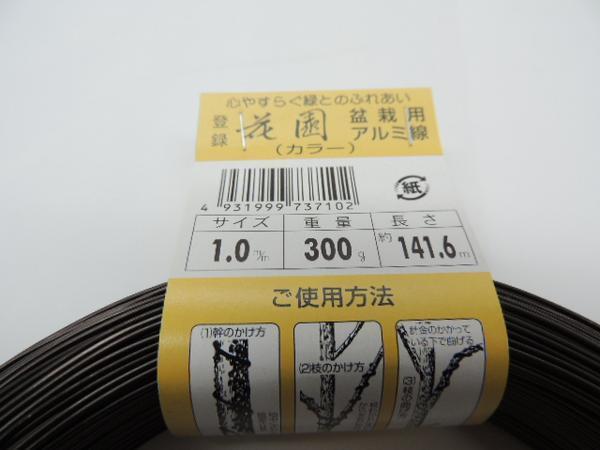 心やすらぐ緑とのふれあい
登録 花園 盆栽用
(カラー) アルミ線
4 931999 737102
紙
サイズ 重量 長さ
1.0m/m 300g 約141.6m
ご使用方法
(1)幹のかけ方
(2)枝のかけ方
針金のかかって
いる下で曲げる